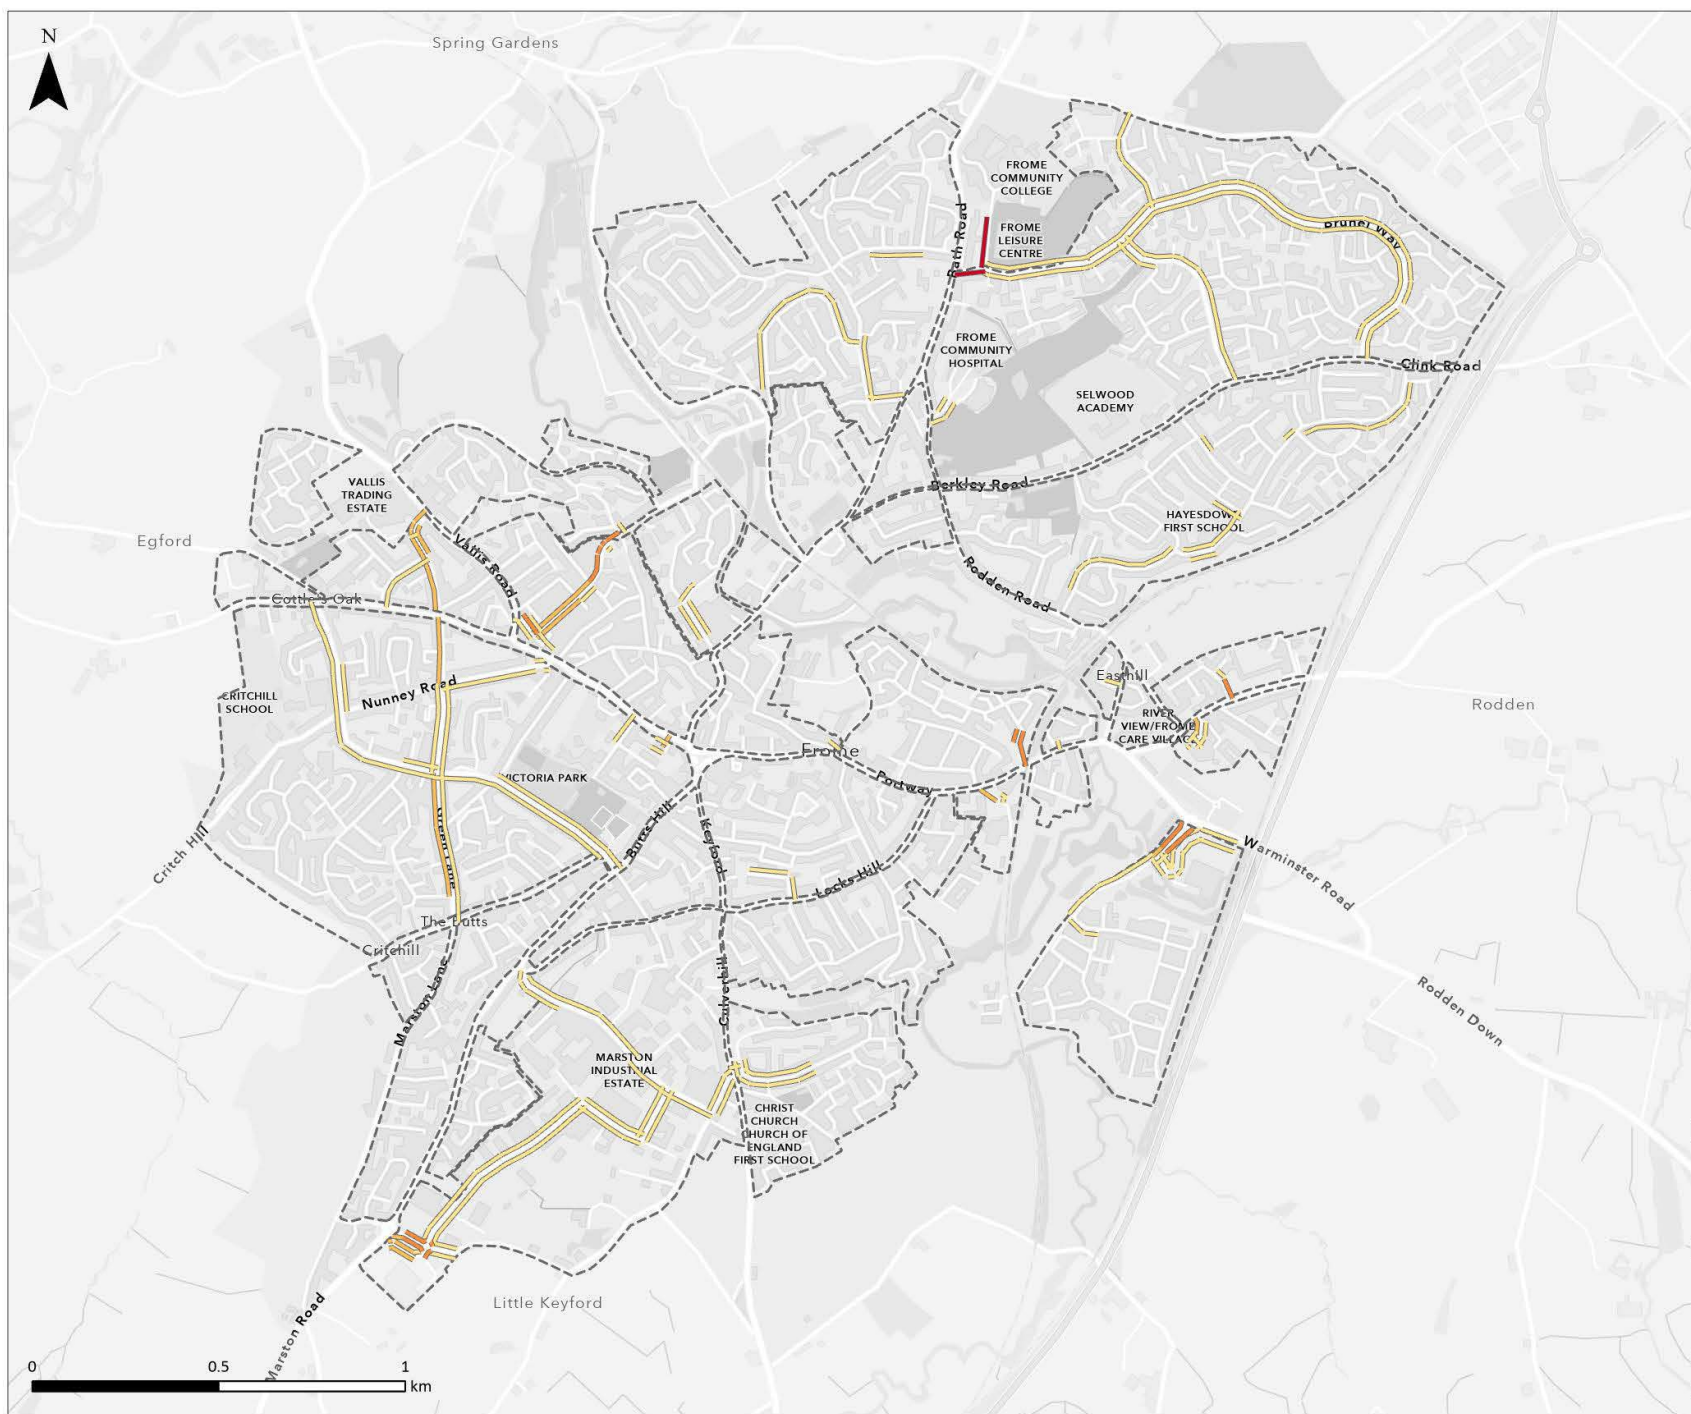 N
Spring Gardens
FROME
COMMUNITY
COLLEGE
FROME
LEISURE
CENTRE
Bath Road
Brunel Way
FROME
COMMUNITY
HOSPITAL
Clink Road
SELWOOD
ACADEMY
VALLIS
TRADING
ESTATE
Berkley Road
HAYESDOWN
FIRST SCHOOL
Egford
Vallis Road
Rodden Road
Cottle's Oak
Easthill
CRITCHILL
SCHOOL
Nunney Road
Rodden
RIVER
VIEW/FROME
CARE VILLAGE
Frome
VICTORIA PARK
Portway
Green Lane
Butts Hill
Keyford
Critch Hill
Warminster Road
Locks Hill
The Butts
Critchill
Marston Lane
Culverhill
Rodden Down
MARSTON
INDUSTRIAL
ESTATE
CHRIST
CHURCH
CHURCH OF
ENGLAND
FIRST SCHOOL
Little Keyford
Marston Road
0 0.5 1
km